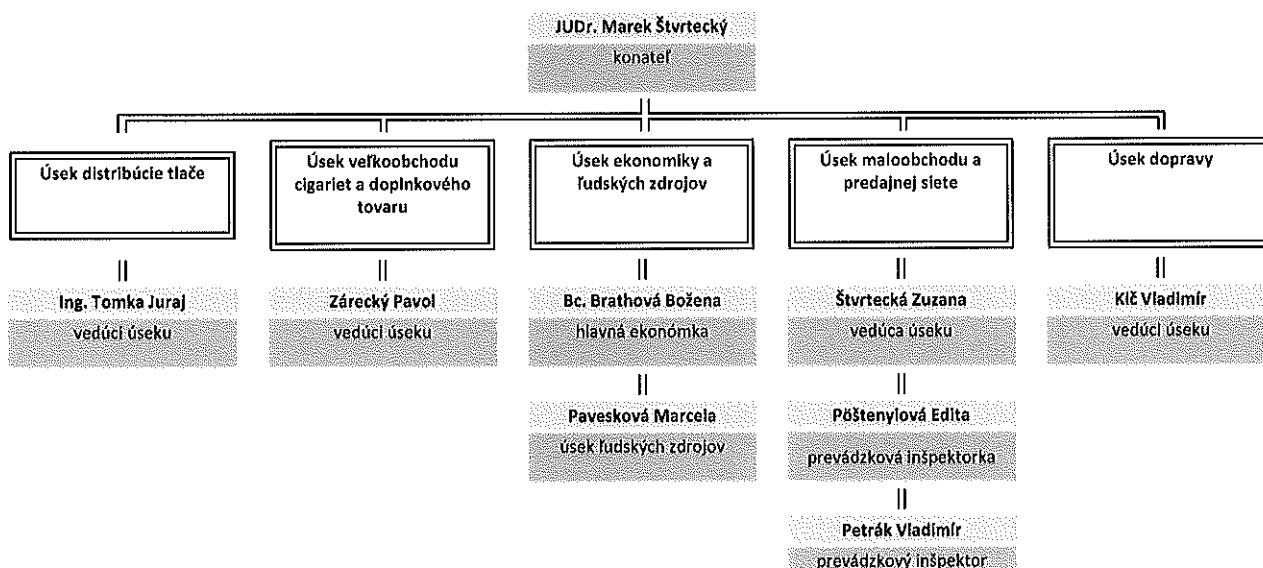 JUDr. Marek Štvrtecký
konateľ
Úsek distribúcie tlače
Úsek veľkoobchodu
cigariet a doplnkového
tovaru
Úsek ekonomiky a
ľudských zdrojov
Úsek maloobchodu a
predajnej siete
Úsek dopravy
Ing. Tomka Juraj
vedúci úseku
Zárecký Pavol
vedúci úseku
Bc. Brathová Božena
hlavná ekonómka
Štvrtecká Zuzana
vedúca úseku
Kič Vladimír
vedúci úseku
Pavesková Marcela
úsek ľudských zdrojov
Pöštenylová Edita
prevádzková inšpektorka
Petrák Vladimír
prevádzkový inšpektor